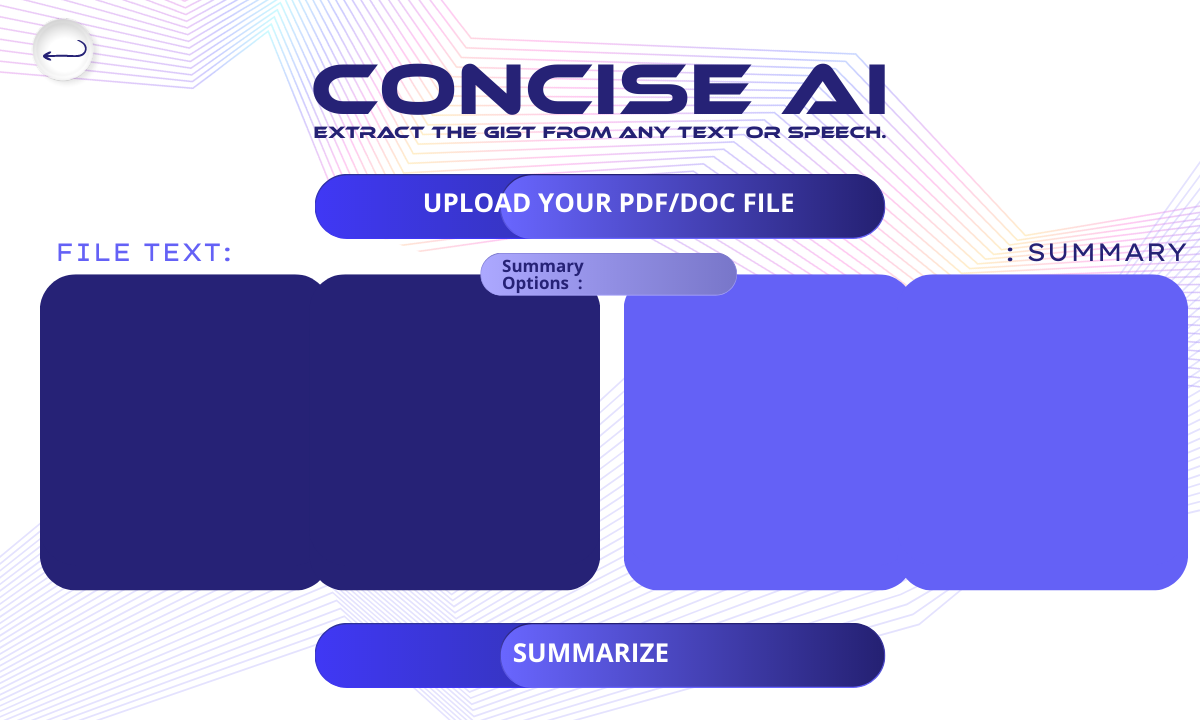 CONCISE AI
EXTRACT THE GIST FROM ANY TEXT OR SPEECH.
UPLOAD YOUR PDF/DOC FILE
FILE TEXT:
: SUMMARY
Summary
Options :
SUMMARIZE